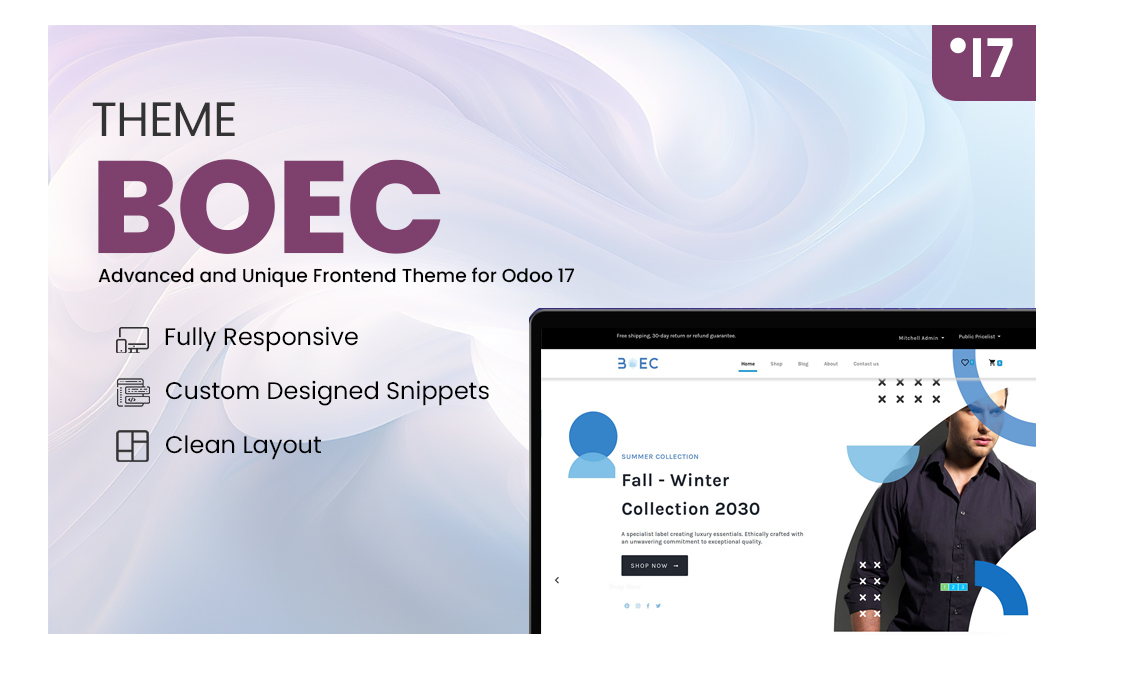 °17
THEME
BOEC
Advanced and Unique Frontend Theme for Odoo 17
Fully Responsive
Custom Designed Snippets
Clean Layout
Free shipping, 30-day return or refund guarantee.
Mitchell Admin
Public Pricelist
BOEC
Home
Shop
Blog
About
Contact us
SUMMER COLLECTION
Fall - Winter
Collection 2030
A specialist label creating luxury essentials. Ethically crafted with
an unwavering commitment to exceptional quality.
SHOP NOW →
1 2 3